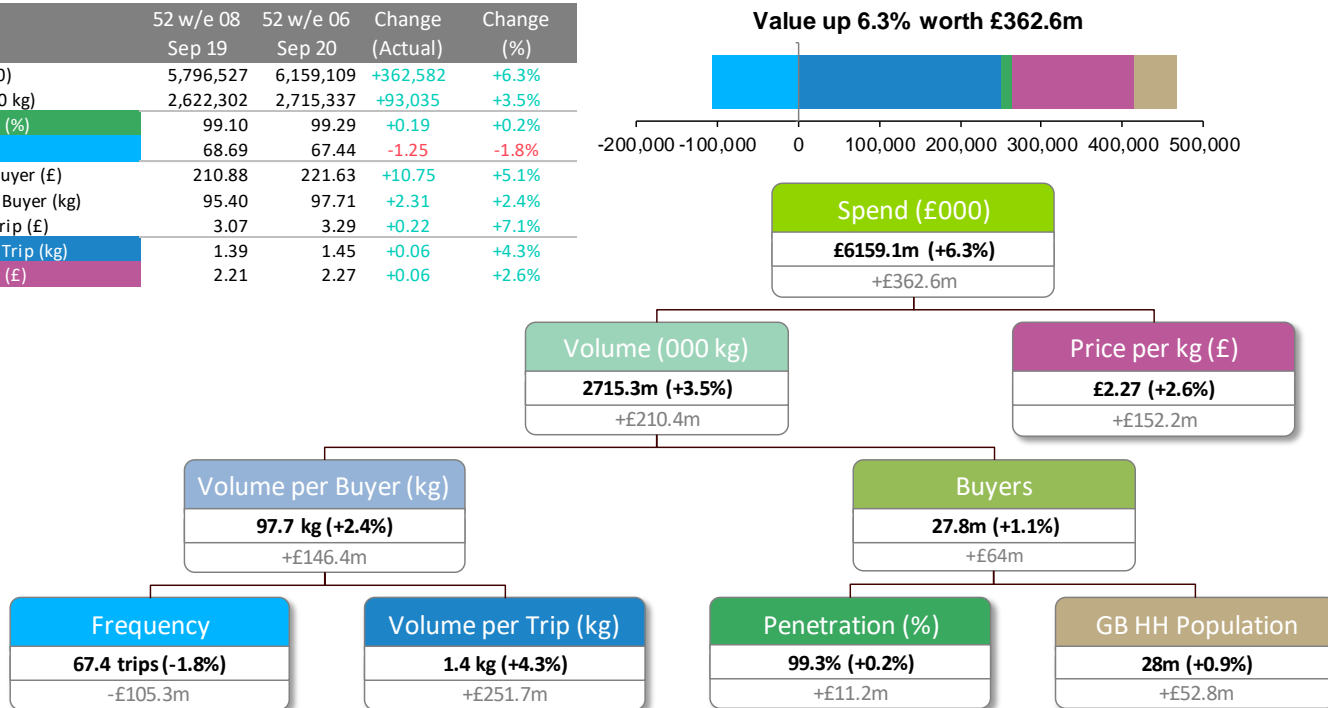 52 w/e 08 52 w/e 06 Change Change
Sep 19 Sep 20 (Actual) (%)
0) 5,796,527 6,159,109 +362,582 +6.3%
0 kg) 2,622,302 2,715,337 +93,035 +3.5%
(%) 99.10 99.29 +0.19 +0.2%
68.69 67.44 -1.25 -1.8%
uyer (£) 210.88 221.63 +10.75 +5.1%
Buyer (kg) 95.40 97.71 +2.31 +2.4%
rip (£) 3.07 3.29 +0.22 +7.1%
Trip (kg) 1.39 1.45 +0.06 +4.3%
(£) 2.21 2.27 +0.06 +2.6%
Value up 6.3% worth £362.6m
-200,000 -100,000 0 100,000 200,000 300,000 400,000 500,000
Spend (£000)
£6159.1m (+6.3%)
+£362.6m
Volume (000 kg)
2715.3m (+3.5%)
+£210.4m
Price per kg (£)
£2.27 (+2.6%)
+£152.2m
Volume per Buyer (kg)
97.7 kg (+2.4%)
+£146.4m
Buyers
27.8m (+1.1%)
+£64m
Frequency
67.4 trips (-1.8%)
-£105.3m
Volume per Trip (kg)
1.4 kg (+4.3%)
+£251.7m
Penetration (%)
99.3% (+0.2%)
+£11.2m
GB HH Population
28m (+0.9%)
+£52.8m